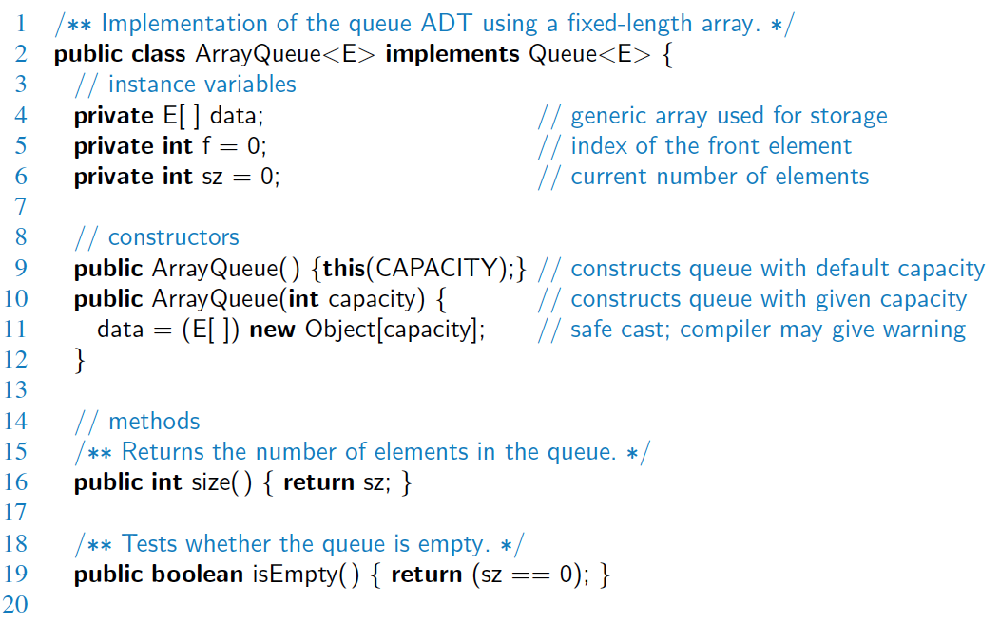 1 /** Implementation of the queue ADT using a fixed-length array. */
2 public class ArrayQueue<E> implements Queue<E> {
3 // instance variables
4 private E[ ] data; // generic array used for storage
5 private int f = 0; // index of the front element
6 private int sz = 0; // current number of elements
7
8 // constructors
9 public ArrayQueue( ) {this(CAPACITY);} // constructs queue with default capacity
10 public ArrayQueue(int capacity) { // constructs queue with given capacity
11 data = (E[ ]) new Object[capacity]; // safe cast; compiler may give warning
12 }
13
14 // methods
15 /** Returns the number of elements in the queue. */
16 public int size( ) { return sz; }
17
18 /** Tests whether the queue is empty. */
19 public boolean isEmpty( ) { return (sz == 0); }
20